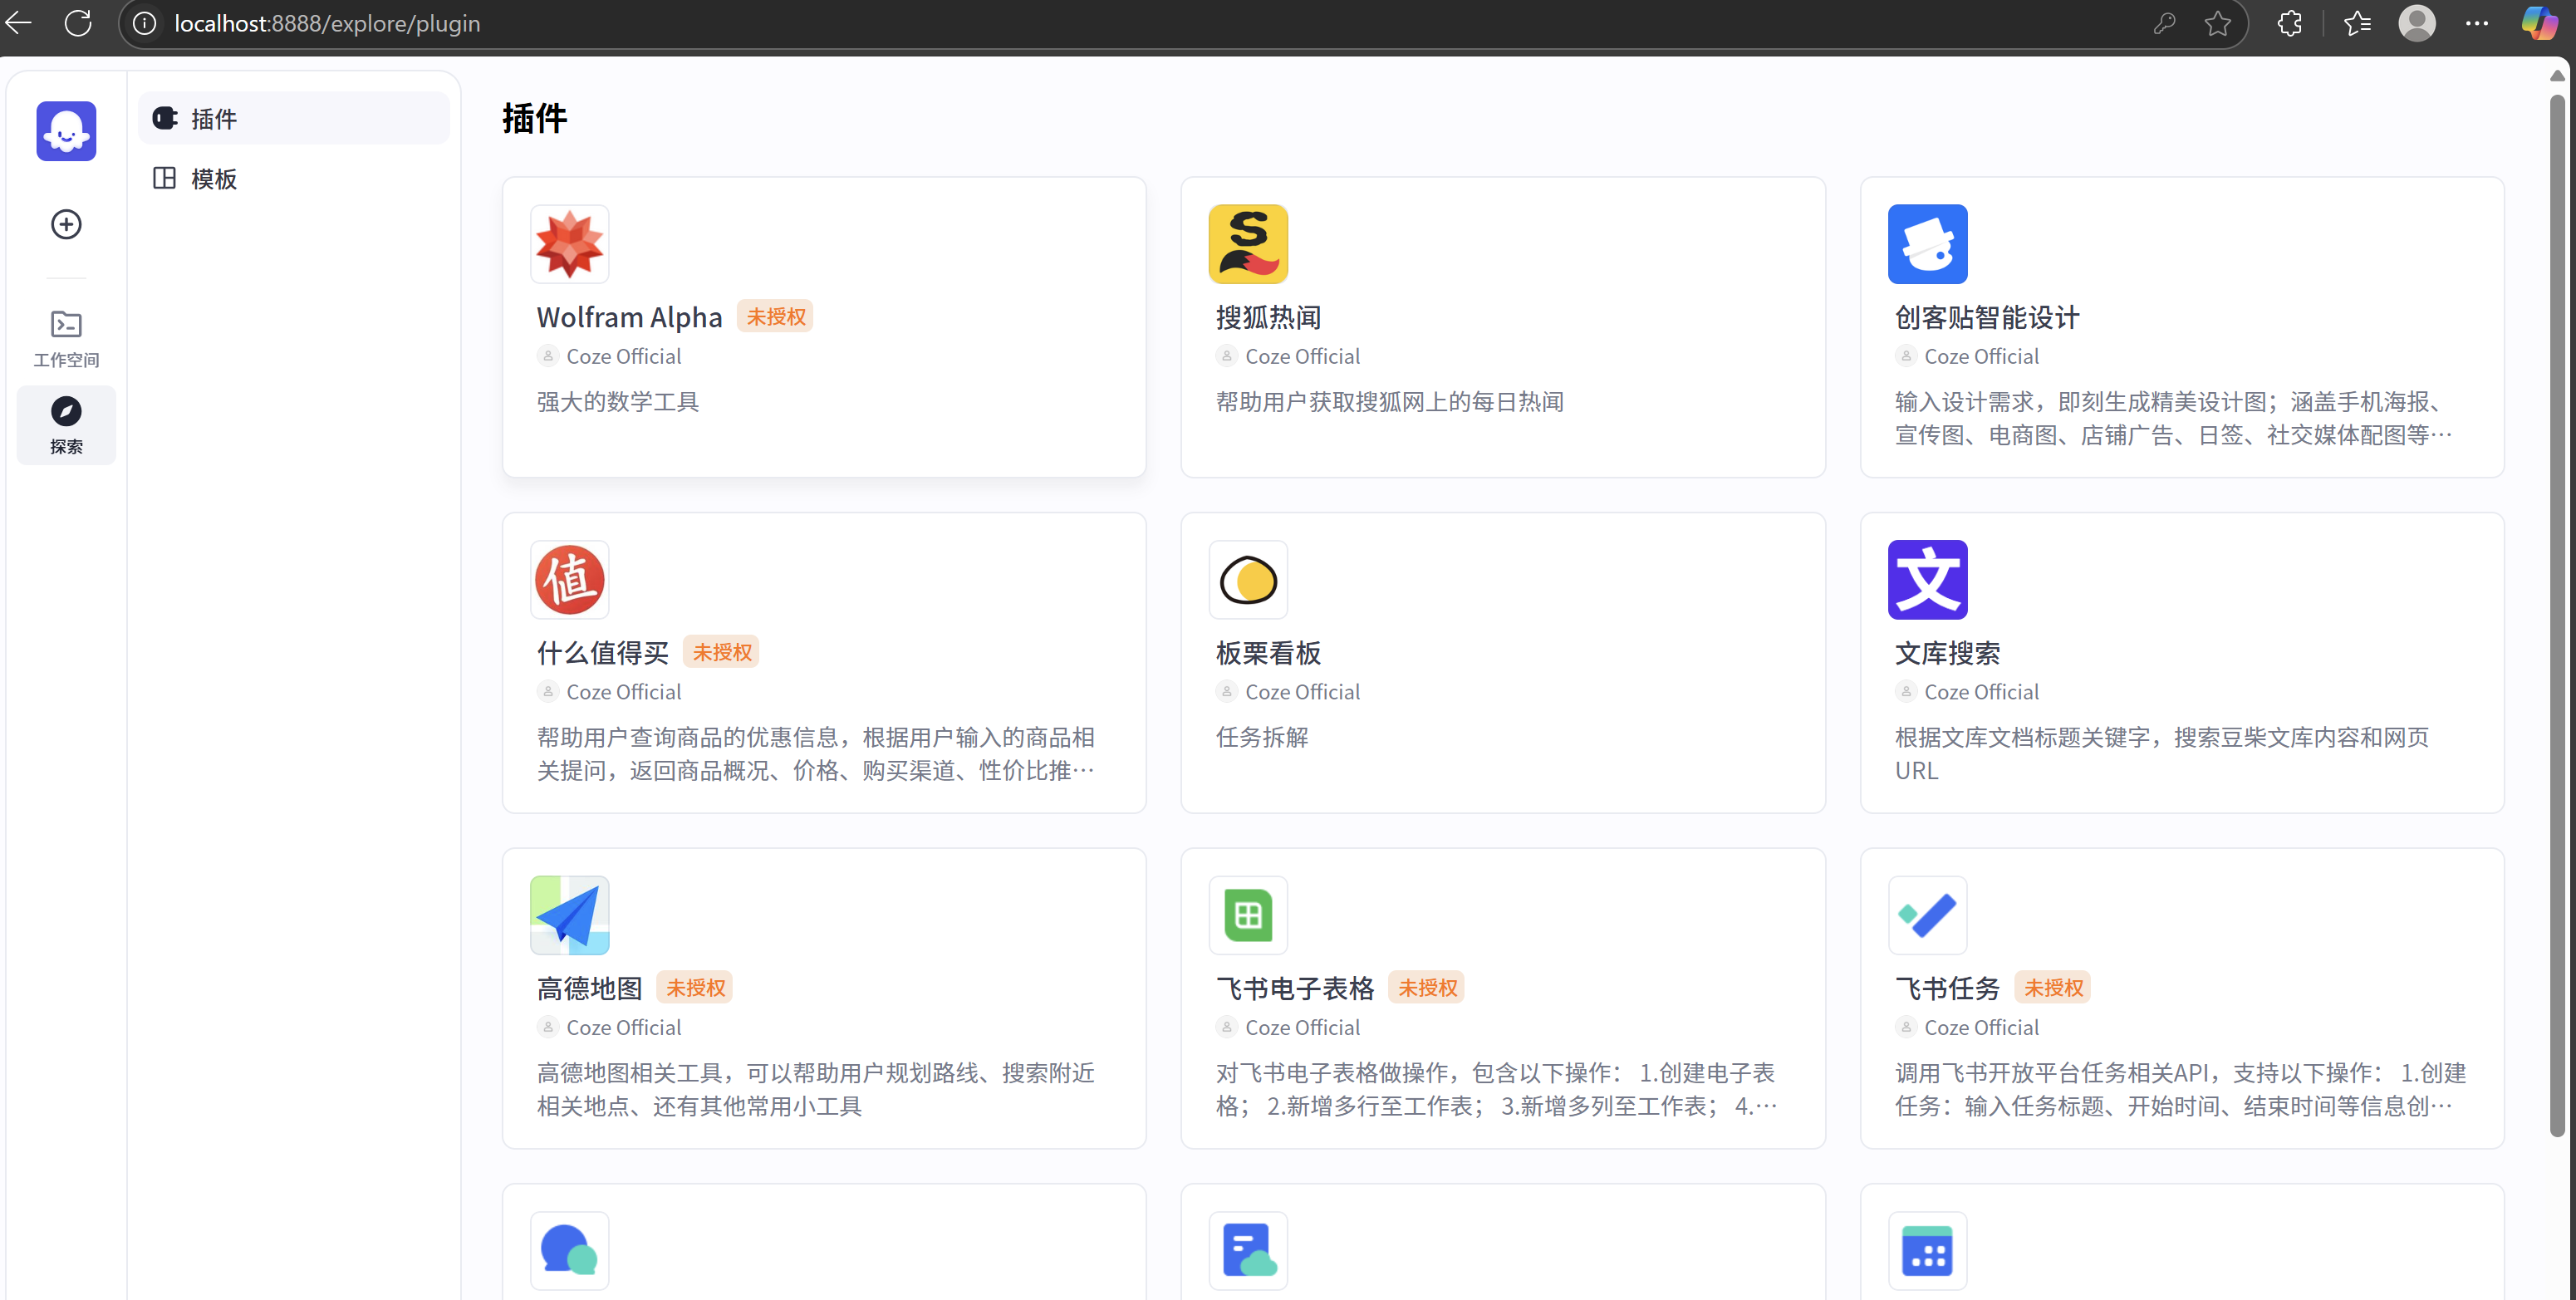 localhost:8888/explore/plugin
插件
模板
工作空间
探索
插件
Wolfram Alpha 未授权
Coze Official
强大的数学工具
搜狐热闻
Coze Official
帮助用户获取搜狐网上的每日热闻
创客贴智能设计
Coze Official
输入设计需求，即刻生成精美设计图；涵盖手机海报、
宣传图、电商图、店铺广告、日签、社交媒体配图等…
值
什么值得买 未授权
Coze Official
帮助用户查询商品的优惠信息，根据用户输入的商品相
关提问，返回商品概况、价格、购买渠道、性价比推…
板栗看板
Coze Official
任务拆解
文
文库搜索
Coze Official
根据文库文档标题关键字，搜索豆柴文库内容和网页
URL
高德地图 未授权
Coze Official
高德地图相关工具，可以帮助用户规划路线、搜索附近
相关地点、还有其他常用小工具
飞书电子表格 未授权
Coze Official
对飞书电子表格做操作，包含以下操作： 1.创建电子表
格； 2.新增多行至工作表； 3.新增多列至工作表； 4.…
飞书任务 未授权
Coze Official
调用飞书开放平台任务相关API，支持以下操作： 1.创建
任务：输入任务标题、开始时间、结束时间等信息创…